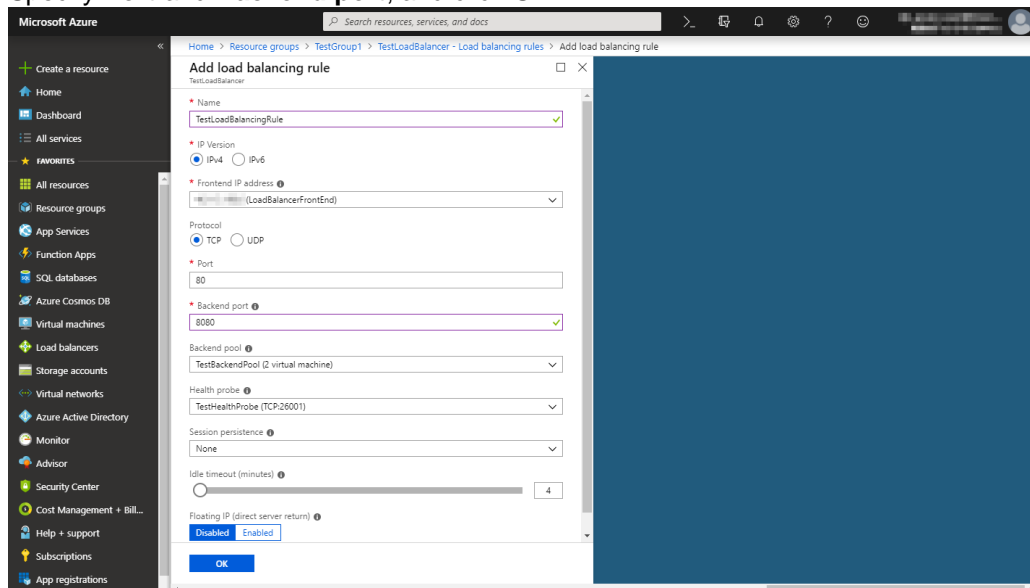 Microsoft Azure
Search resources, services, and docs
Home > Resource groups > TestGroup1 > TestLoadBalancer - Load balancing rules > Add load balancing rule
Create a resource
Home
Dashboard
All services
FAVORITES
All resources
Resource groups
App Services
Function Apps
SQL databases
Azure Cosmos DB
Virtual machines
Load balancers
Storage accounts
Virtual networks
Azure Active Directory
Monitor
Advisor
Security Center
Cost Management + Bill...
Help + support
Subscriptions
App registrations
Add load balancing rule
TestLoadBalancer
* Name
TestLoadBalancingRule
* IP Version
IPv4 IPv6
* Frontend IP address
(LoadBalancerFrontEnd)
Protocol
TCP UDP
* Port
80
* Backend port
8080
Backend pool
TestBackendPool (2 virtual machine)
Health probe
TestHealthProbe (TCP:26001)
Session persistence
None
Idle timeout (minutes)
4
Floating IP (direct server return)
Disabled Enabled
OK